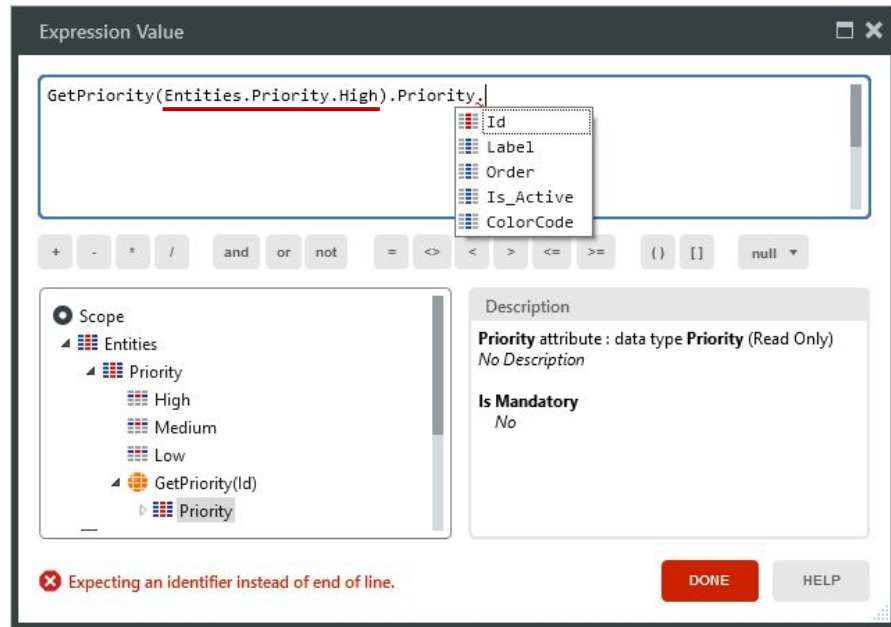 Expression Value
GetPriority(Entities.Priority.High).Priority.
Id
Label
Order
Is_Active
ColorCode
+ - * / and or not = <> < > <= >= () [] null
Scope
Entities
Priority
High
Medium
Low
GetPriority(Id)
Priority
Description
Priority attribute : data type Priority (Read Only)
No Description
Is Mandatory
No
Expecting an identifier instead of end of line.
DONE HELP